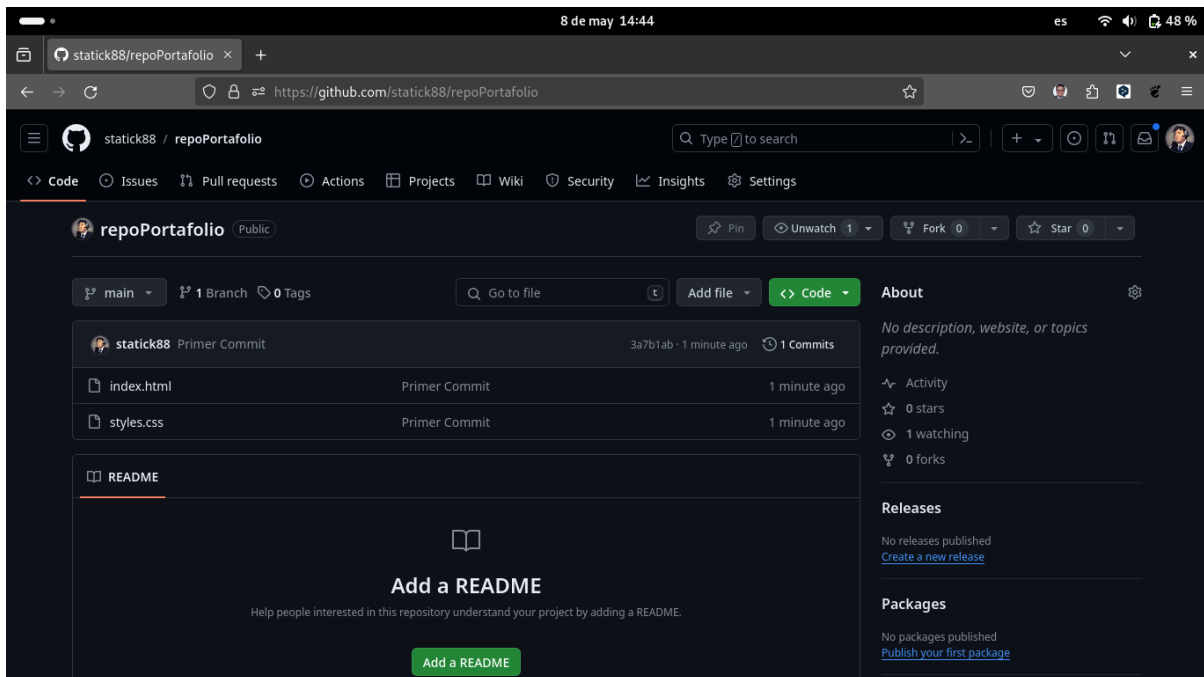 8 de may 14:44
es
48 %
statick88/repoPortafolio
https://github.com/statick88/repoPortafolio
statick88 / repoPortafolio
Type / to search
Code Issues Pull requests Actions Projects Wiki Security Insights Settings
repoPortafolio Public
Pin Unwatch 1 Fork 0 Star 0
main 1 Branch 0 Tags
Go to file t Add file Code
statick88 Primer Commit 3a7b1ab · 1 minute ago 1 Commits
index.html Primer Commit 1 minute ago
styles.css Primer Commit 1 minute ago
README
Add a README
Help people interested in this repository understand your project by adding a README.
Add a README
About
No description, website, or topics
provided.
Activity
0 stars
1 watching
0 forks
Releases
No releases published
Create a new release
Packages
No packages published
Publish your first package